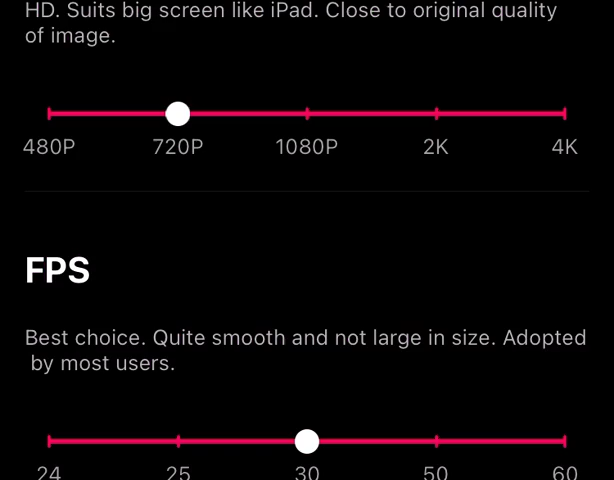 HD. Suits big screen like iPad. Close to original quality
of image.
480P 720P 1080P 2K 4K
FPS
Best choice. Quite smooth and not large in size. Adopted
by most users.
24 25 30 50 60